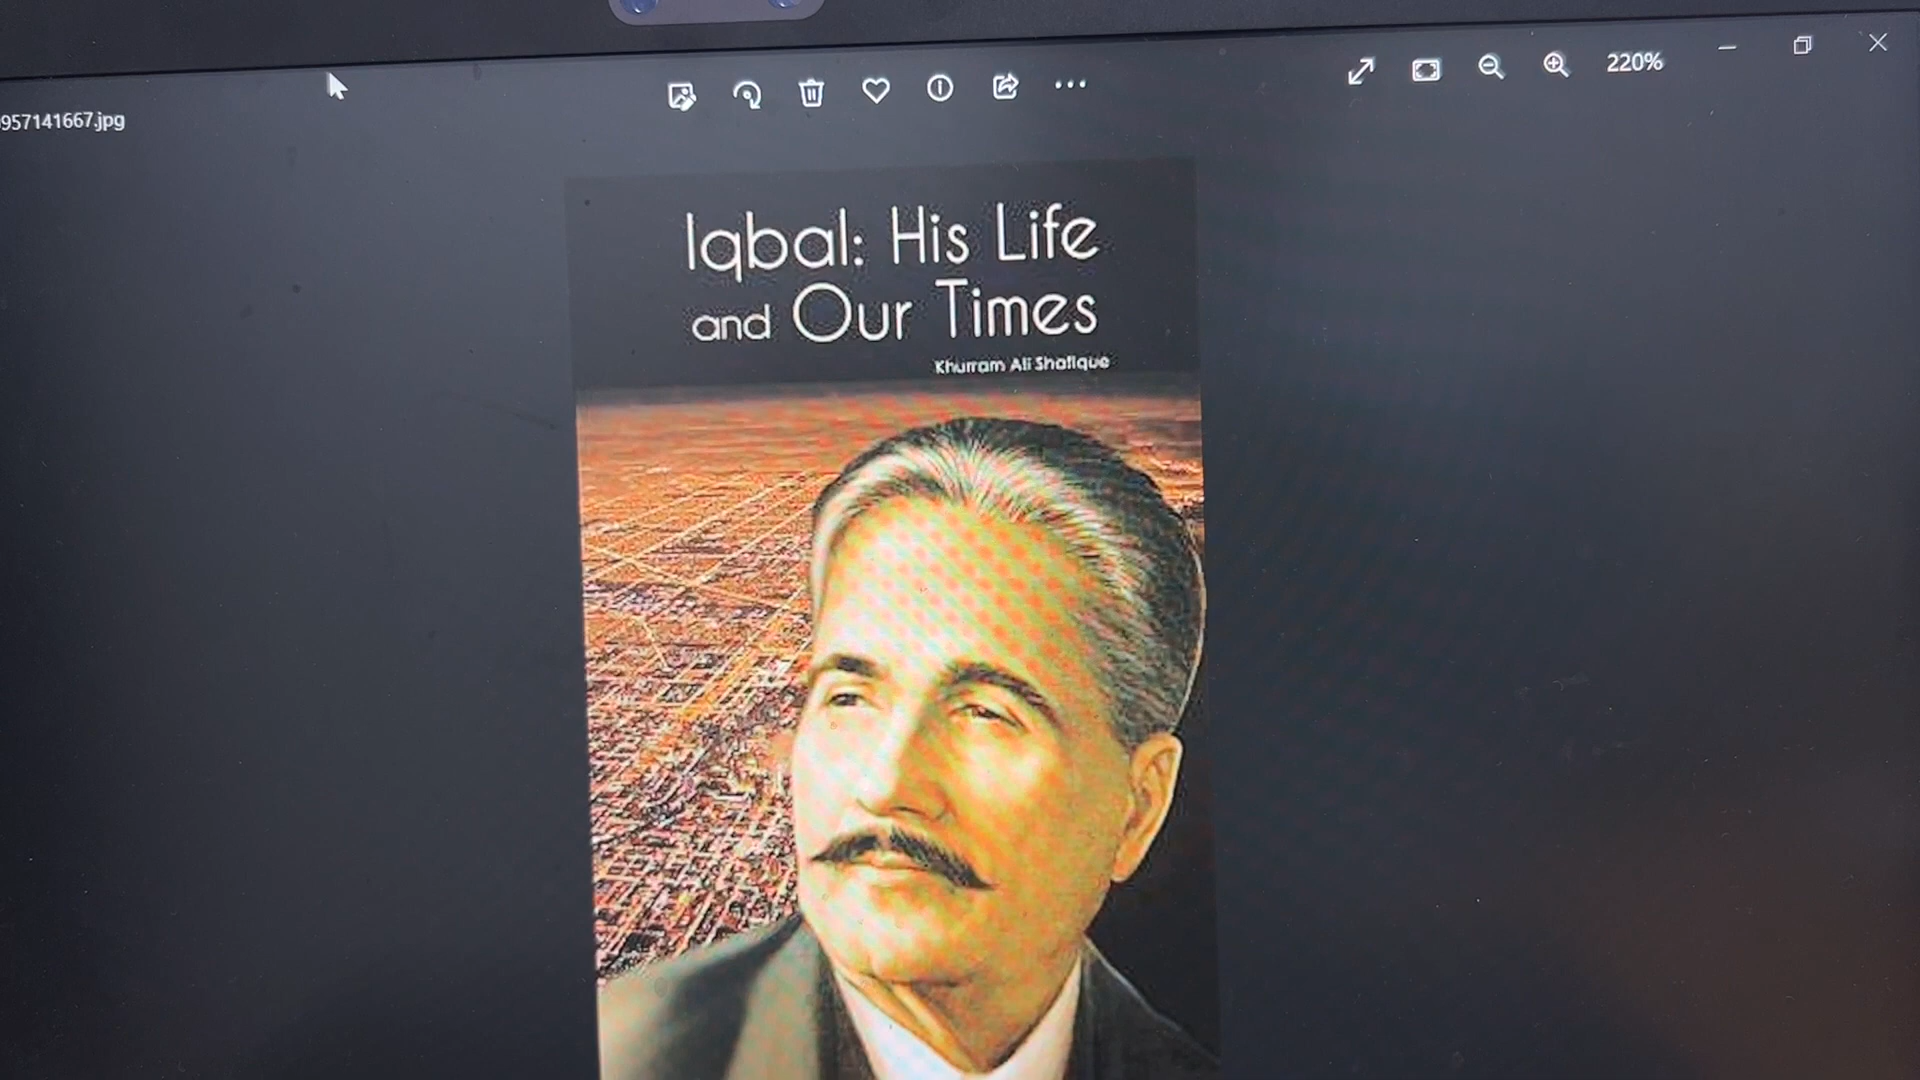 220%
957141667.jpg
Iqbal: His Life
and Our Times
Khurram Ali Shafique